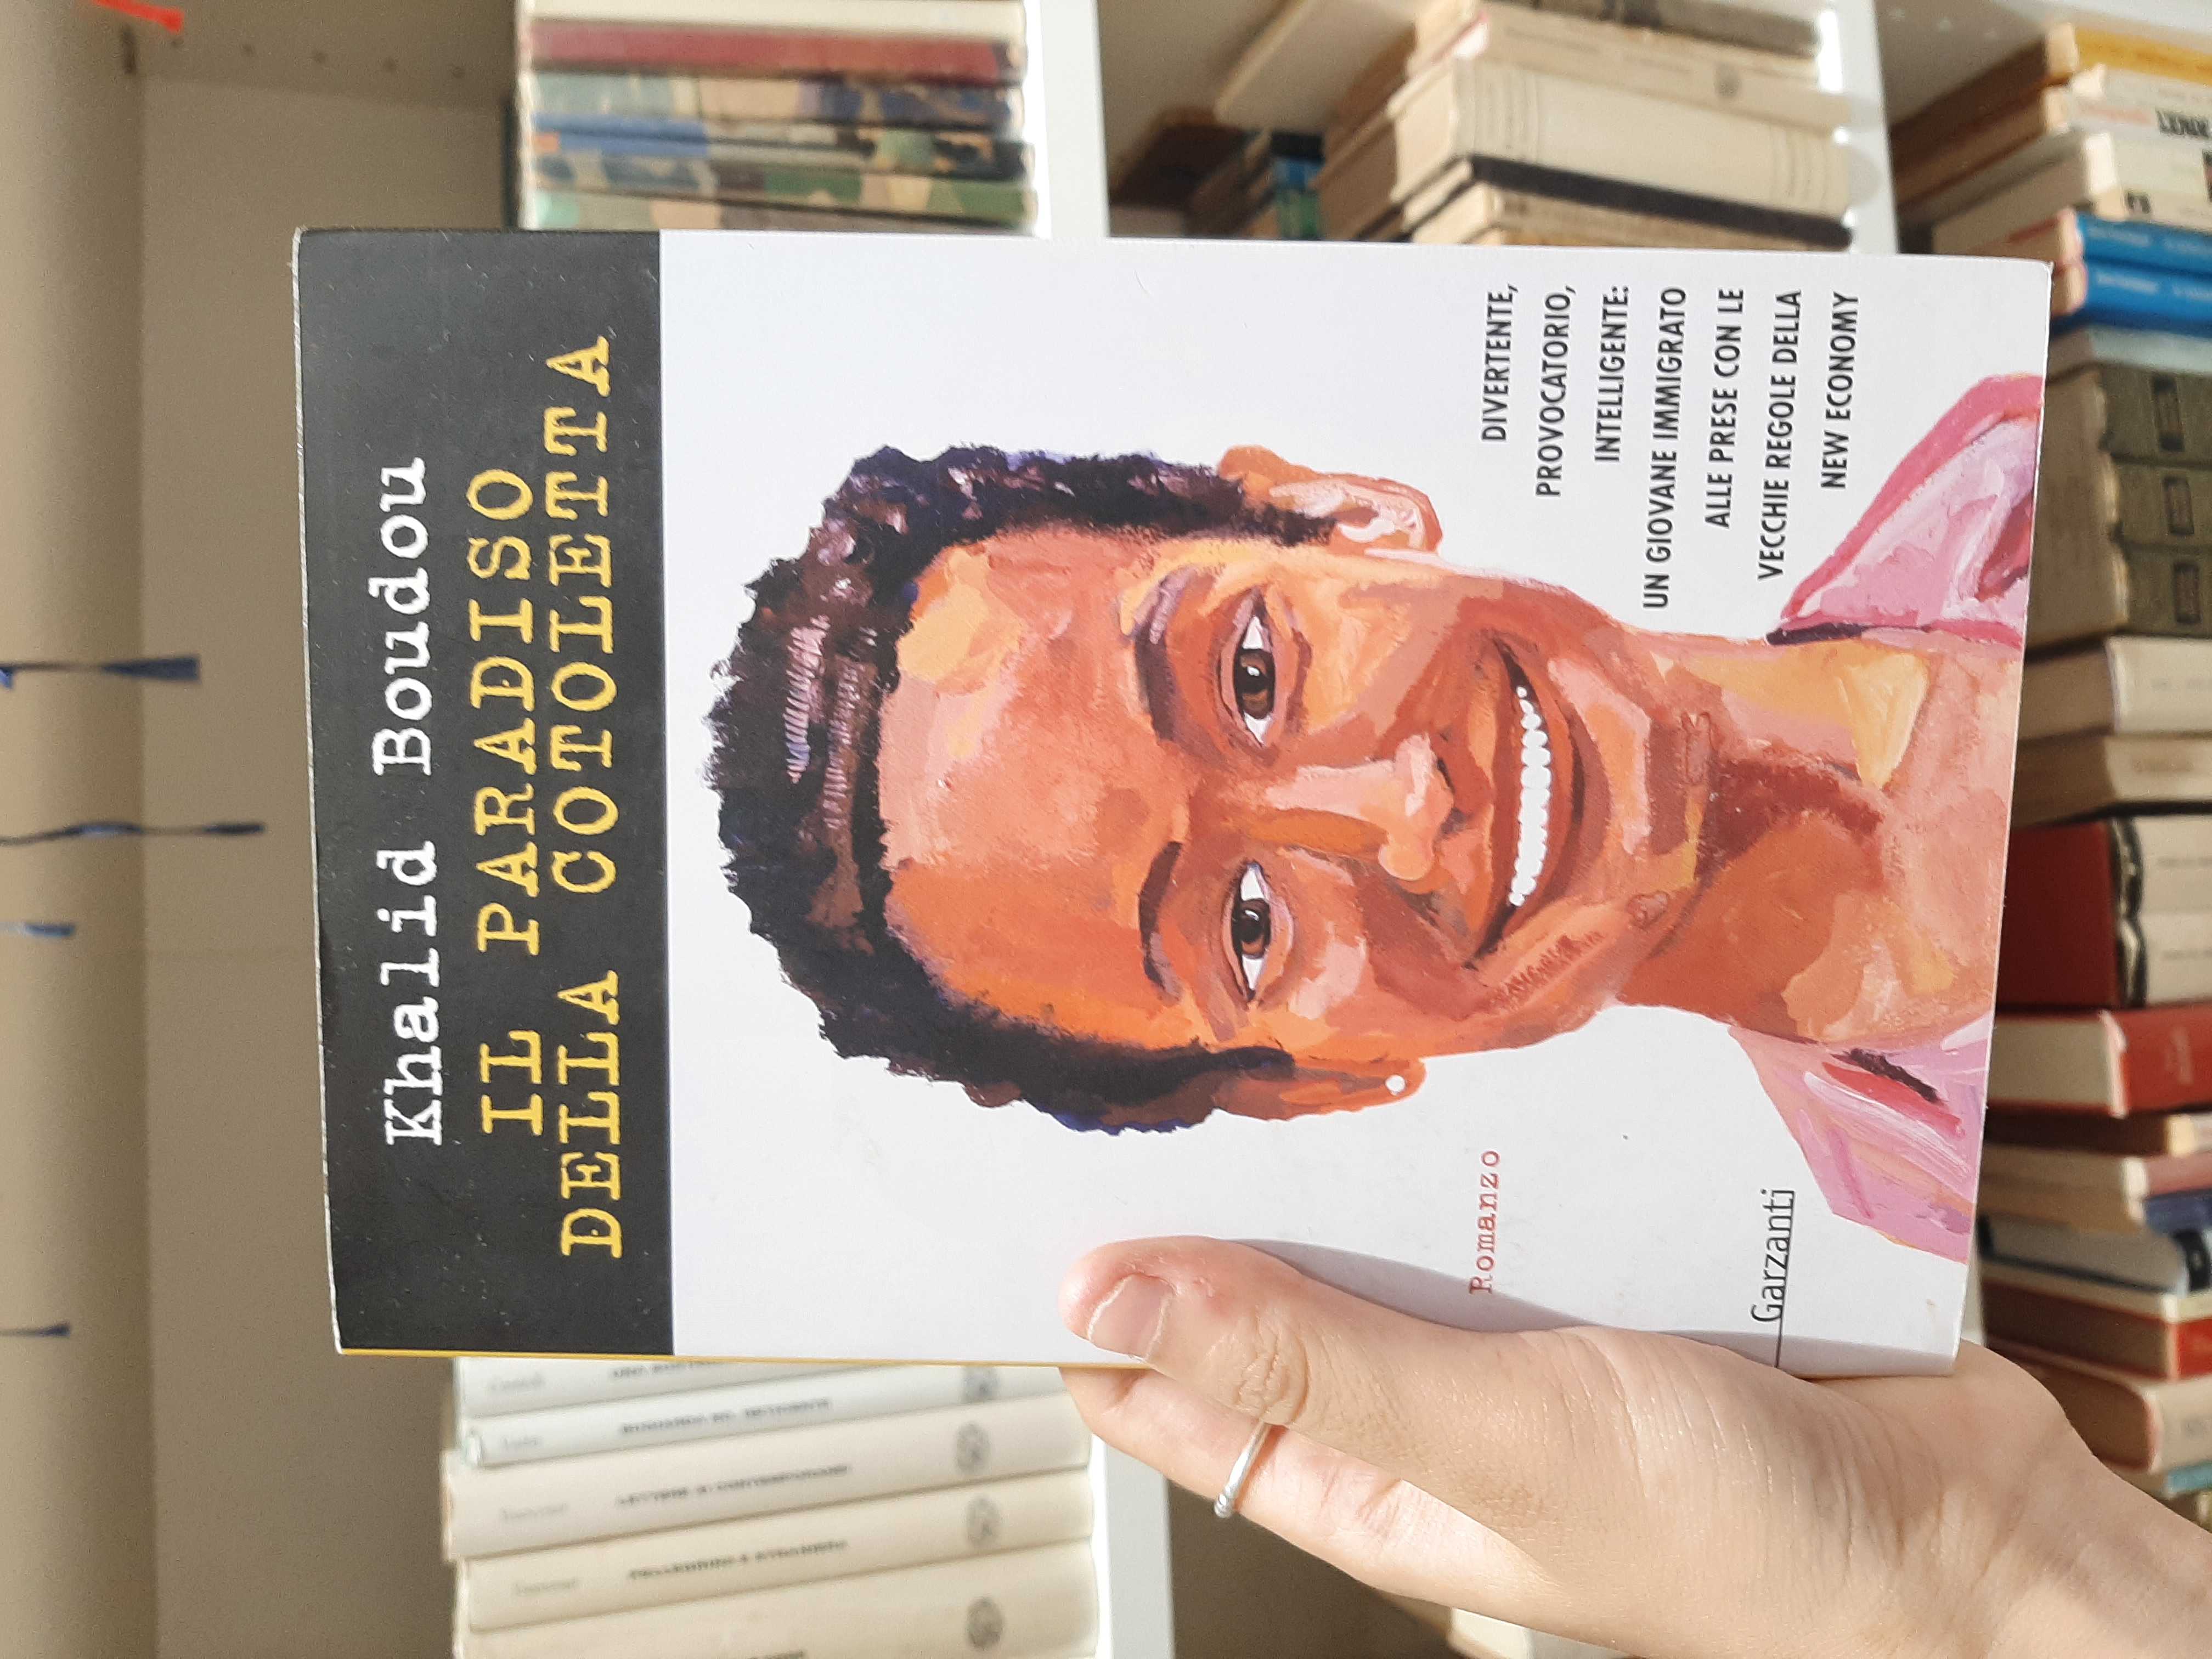 Khalid Boudou
IL PARADISO
DELLA COTOLETTA
DIVERTENTE,
PROVOCATORIO,
INTELLIGENTE:
UN GIOVANE IMMIGRATO
ALLE PRESE CON LE
VECCHIE REGOLE DELLA
NEW ECONOMY
Romanzo
Garzanti